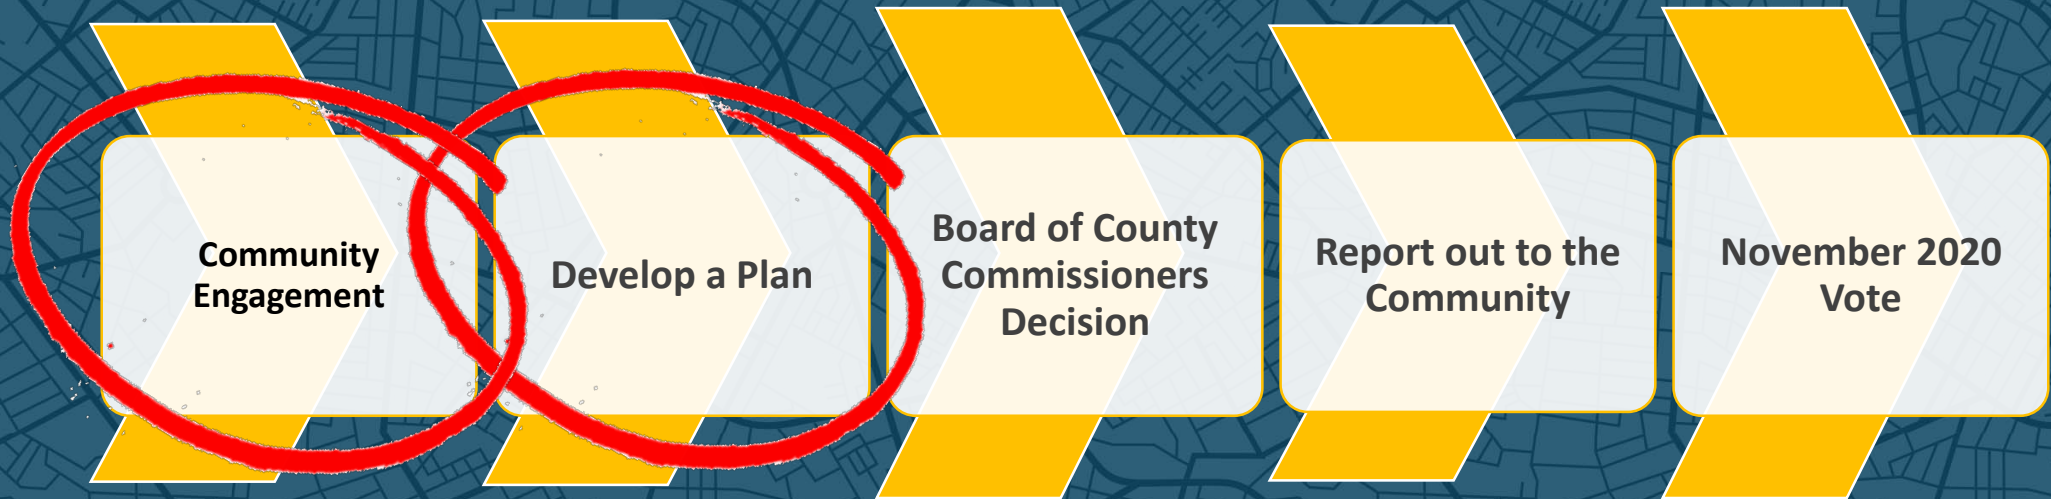 Community
Engagement
Develop a Plan
Board of County
Commissioners
Decision
Report out to the
Community
November 2020
Vote